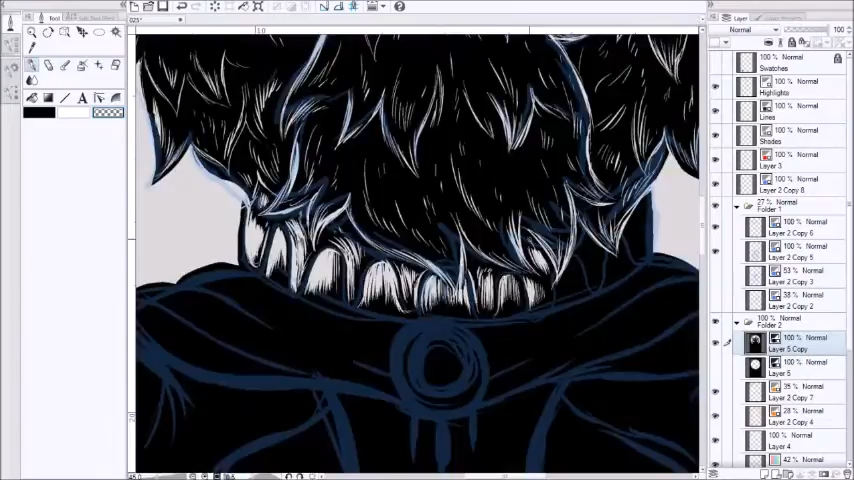 025*
Tool
Layer
Normal
100
100 % Normal
Swatches
100 % Normal
Highlights
100 % Normal
Lines
100 % Normal
Shades
100 % Normal
Layer 3
100 % Normal
Layer 2 Copy 8
27 % Normal
Folder 1
100 % Normal
Layer 2 Copy 6
100 % Normal
Layer 2 Copy 5
53 % Normal
Layer 2 Copy 3
38 % Normal
Layer 2 Copy 2
100 % Normal
Folder 2
100 % Normal
Layer 5 Copy
100 % Normal
Layer 5
35 % Normal
Layer 2 Copy 7
28 % Normal
Layer 2 Copy 4
100 % Normal
Layer 4
42 % Normal